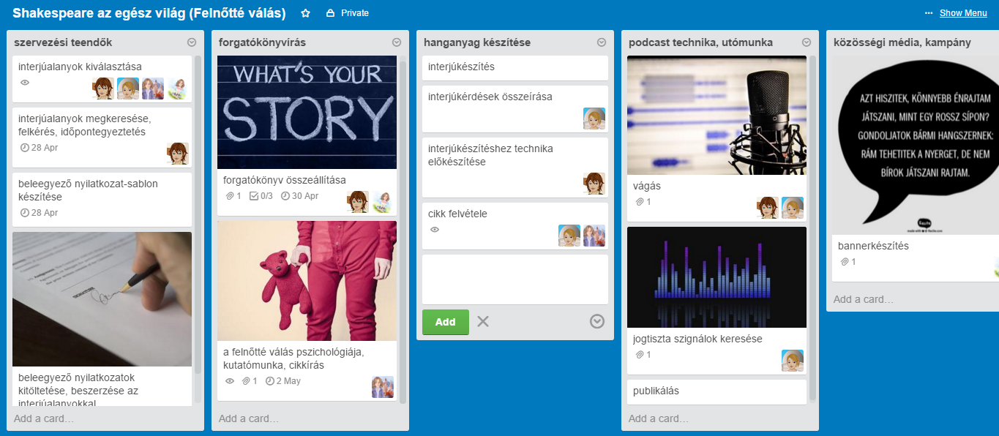 Shakespeare az egész világ (Felnőtté válás)
Private
Show Menu
szervezési teendők
interjúalanyok kiválasztása
interjúalanyok megkeresése,
felkérés, időpontegyeztetés
28 Apr
beleegyező nyilatkozat-sablon
készítése
28 Apr
SIGNATURE
beleegyező nyilatkozatok
kitöltetése, beszerzése az
interjúalanyokkal
Add a card…
forgatókönyvírás
WHAT'S YOUR
STORY
forgatókönyv összeállítása
1 0/3 30 Apr
a felnőtté válás pszichológiája,
kutatómunka, cikkírás
1 2 May
Add a card…
hanganyag készítése
interjúkészítés
interjúkérdések összeírása
interjúkészítéshez technika
előkészítése
cikk felvétele
Add
podcast technika, utómunka
vágás
1
jogtiszta szignálok keresése
1
publikálás
Add a card…
közösségi média, kampány
AZT HISZITEK, KÖNNYEBB ÉNRAJTAM
JÁTSZANI, MINT EGY ROSSZ SÍPON?
GONDOLJATOK BÁRMI HANGSZERNEK:
RÁM TEHETITEK A NYERGET, DE NEM
BÍROK JÁTSZANI RAJTAM.
bannerkészítés
1
Add a card…